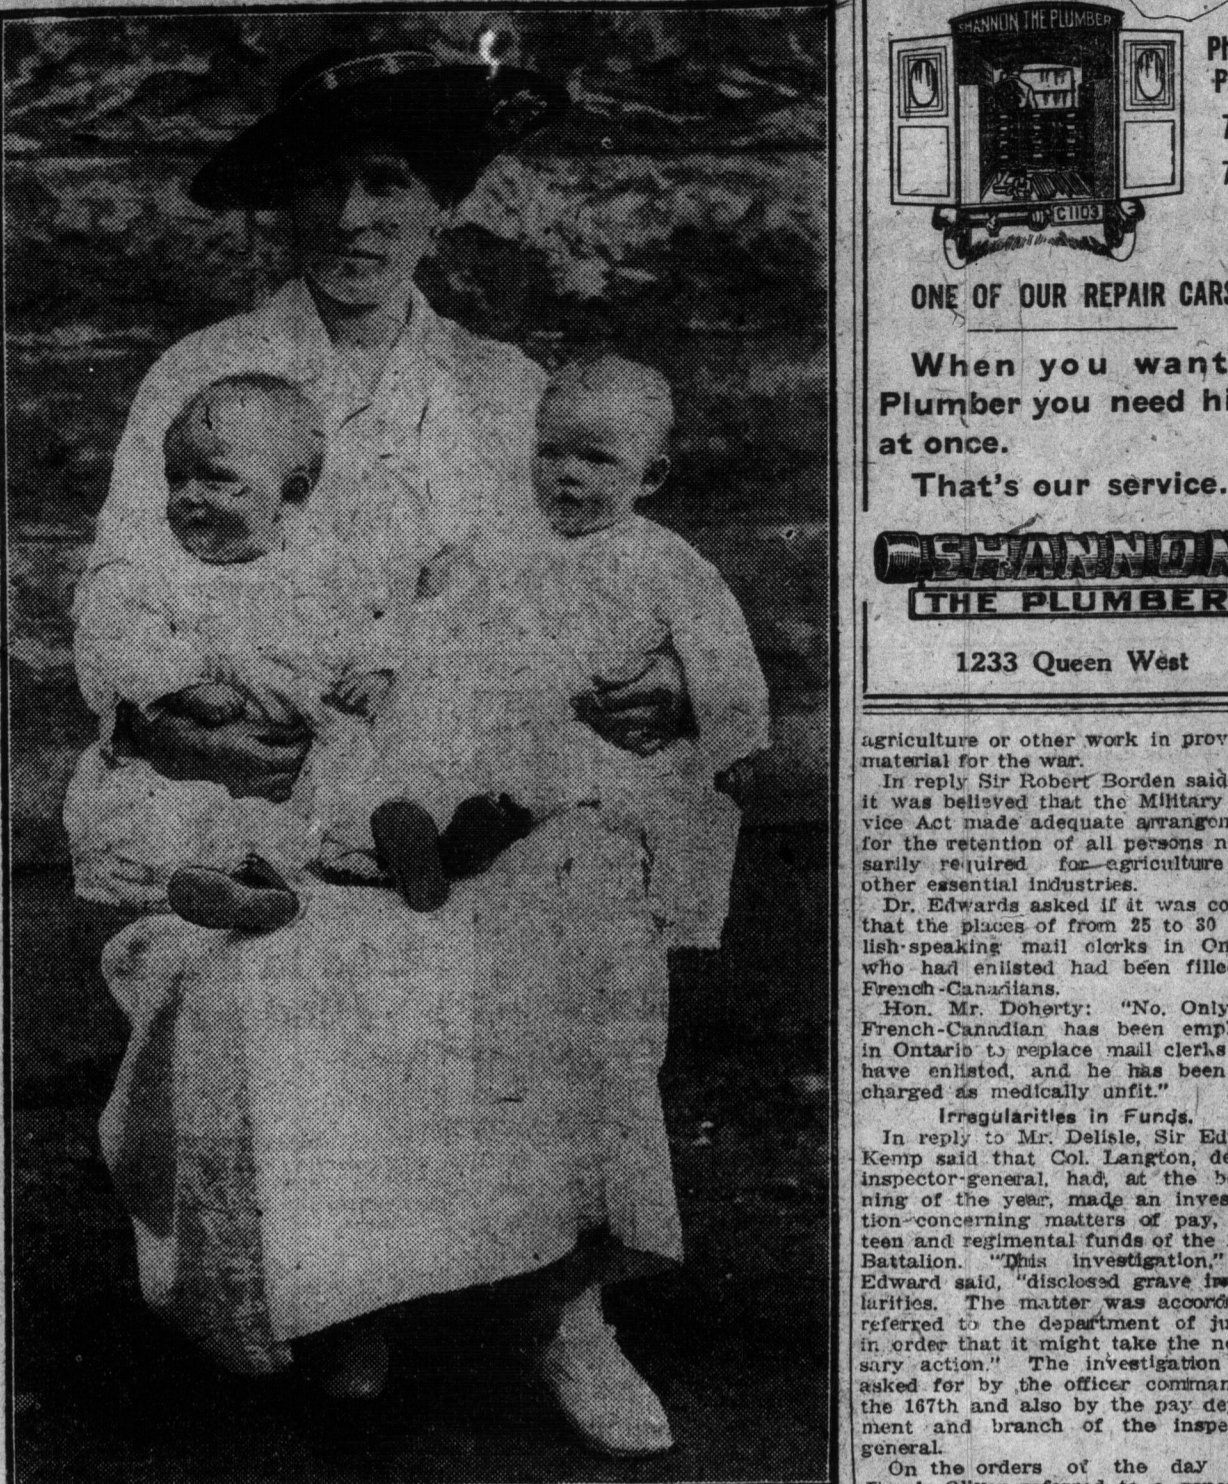 SHANNON THE PLUMBER
C1103
PH
P
7
7
ONE OF OUR REPAIR CARS
When you want
Plumber you need hi
at once.
That's our service.
SHANNON
THE PLUMBER
1233 Queen West
agriculture or other work in prov
material for the war.
In reply Sir Robert Borden said
it was believed that the Military
vice Act made adequate arrangem
for the retention of all persons n
sarily required for agriculture
other essential industries.
Dr. Edwards asked if it was co
that the places of from 25 to 30
lish-speaking mail clerks in On
who had enlisted had been fille
French-Canadians.
Hon. Mr. Doherty: "No. Only
French-Canadian has been emp
in Ontario to replace mail clerks
have enlisted, and he has been
charged as medically unfit."
Irregularities in Funds.
In reply to Mr. Delisle, Sir Ed
Kemp said that Col. Langton, de
inspector-general, had, at the b
ning of the year, made an inves
tion concerning matters of pay,
teen and regimental funds of the
Battalion. "This investigation,"
Edward said, "disclosed grave irr
larities. The matter was accord
referred to the department of ju
in order that it might take the n
sary action." The investigation
asked for by the officer comman
the 167th and also by the pay de
ment and branch of the inspe
general.
On the orders of the day